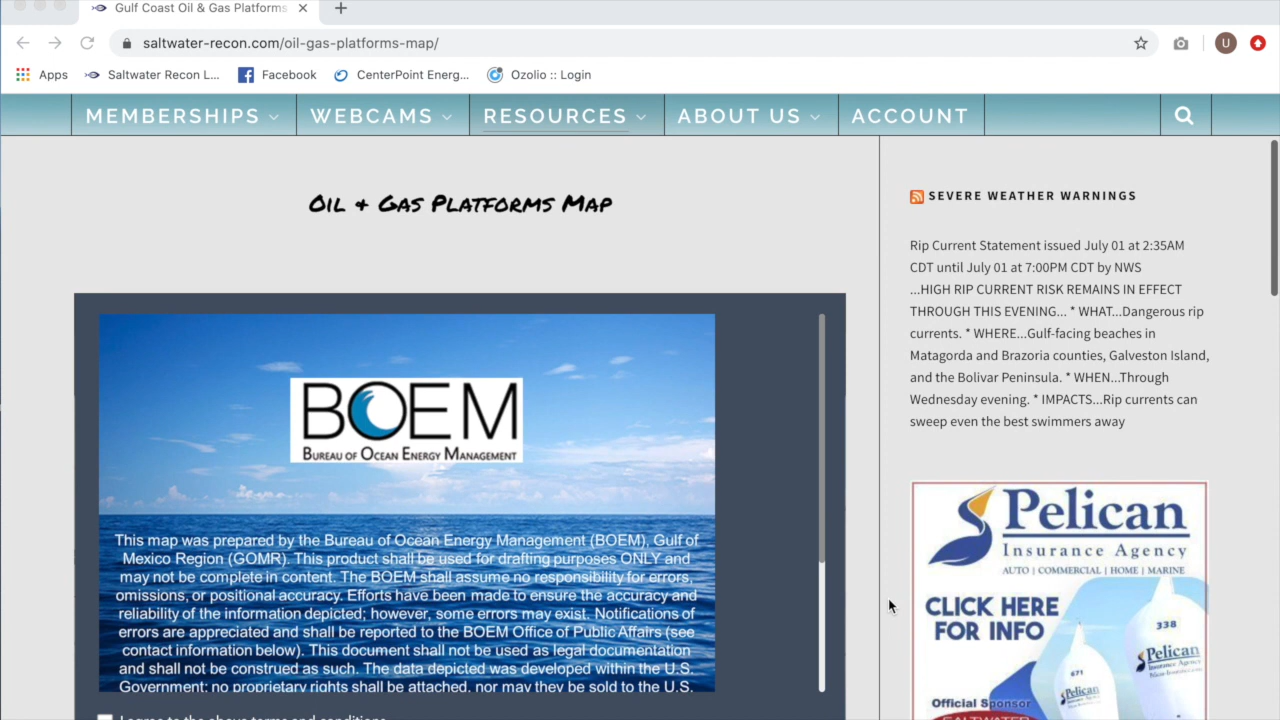 Gulf Coast Oil & Gas Platforms
saltwater-recon.com/oil-gas-platforms-map/
U
Apps
Saltwater Recon L...
Facebook
CenterPoint Energ...
Ozolio :: Login
MEMBERSHIPS
WEBCAMS
RESOURCES
ABOUT US
ACCOUNT
Oil & Gas Platforms Map
BOEM
Bureau of Ocean Energy Management
This map was prepared by the Bureau of Ocean Energy Management (BOEM), Gulf of
Mexico Region (GOMR). This product shall be used for drafting purposes ONLY and
may not be complete in content. The BOEM shall assume no responsibility for errors,
omissions, or positional accuracy. Efforts have been made to ensure the accuracy and
reliability of the information depicted; however, some errors may exist. Notifications of
errors are appreciated and shall be reported to the BOEM Office of Public Affairs (see
contact information below). This document shall not be used as legal documentation
and shall not be construed as such. The data depicted was developed within the U.S.
Government; no proprietary rights shall be attached, nor may they be sold to the U.S.
I agree to the above terms and conditions
SEVERE WEATHER WARNINGS
Rip Current Statement issued July 01 at 2:35AM
CDT until July 01 at 7:00PM CDT by NWS
...HIGH RIP CURRENT RISK REMAINS IN EFFECT
THROUGH THIS EVENING... * WHAT...Dangerous rip
currents. * WHERE...Gulf-facing beaches in
Matagorda and Brazoria counties, Galveston Island,
and the Bolivar Peninsula. * WHEN...Through
Wednesday evening. * IMPACTS...Rip currents can
sweep even the best swimmers away
Pelican
Insurance Agency
AUTO | COMMERCIAL | HOME | MARINE
CLICK HERE
FOR INFO
338
Pelican
671
Pelican
Official Sponsor
SALTWATER